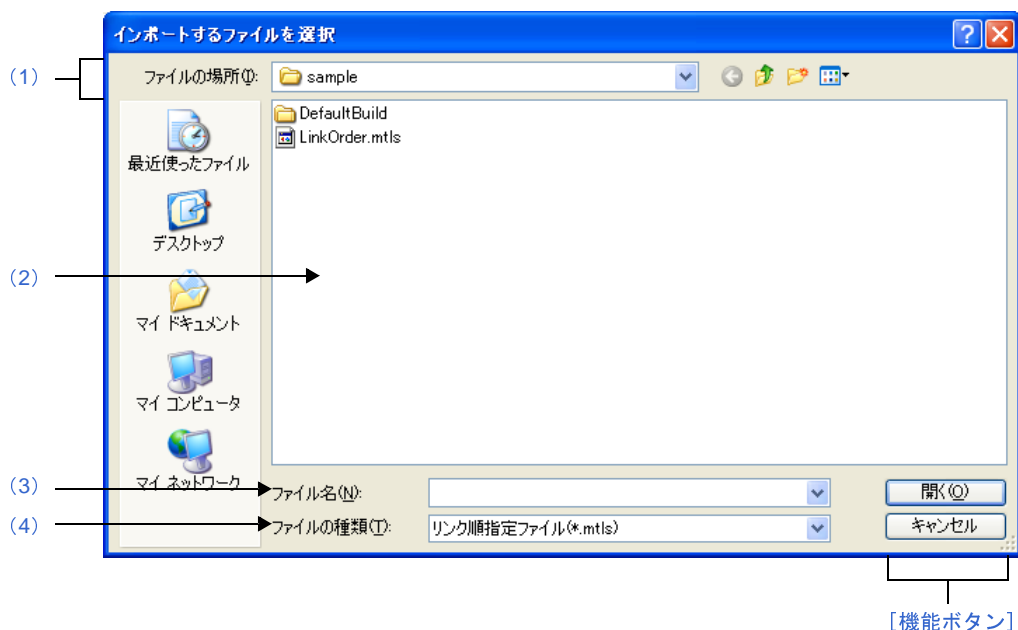 インポートするファイルを選択
(1)
ファイルの場所(I):
sample
DefaultBuild
LinkOrder.mtls
最近使ったファイル
デスクトップ
(2)
マイ ドキュメント
マイ コンピュータ
マイ ネットワーク
(3)
ファイル名(N):
開く(O)
(4)
ファイルの種類(T):
リンク順指定ファイル(*.mtls)
キャンセル
[機能ボタン]